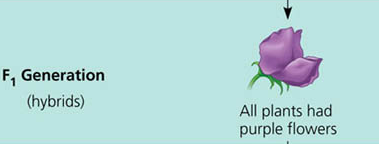 F₁ Generation
(hybrids)
All plants had
purple flowers